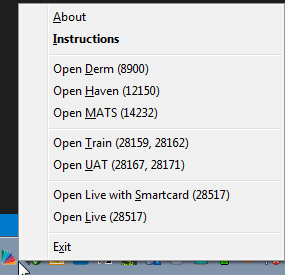 About
Instructions
Open Derm (8900)
Open Haven (12150)
Open MATS (14232)
Open Train (28159, 28162)
Open UAT (28167, 28171)
Open Live with Smartcard (28517)
Open Live (28517)
Exit